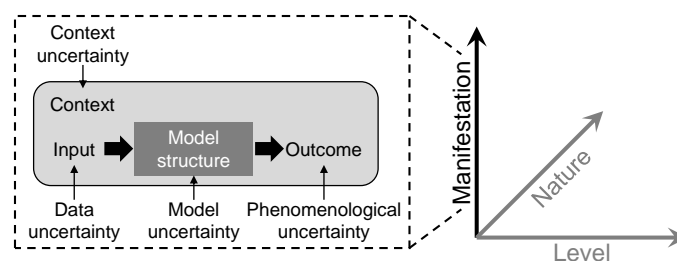 Context
uncertainty
Context
Input
Model
structure
Outcome
Data
uncertainty
Model
uncertainty
Phenomenological
uncertainty
Manifestation
Nature
Level